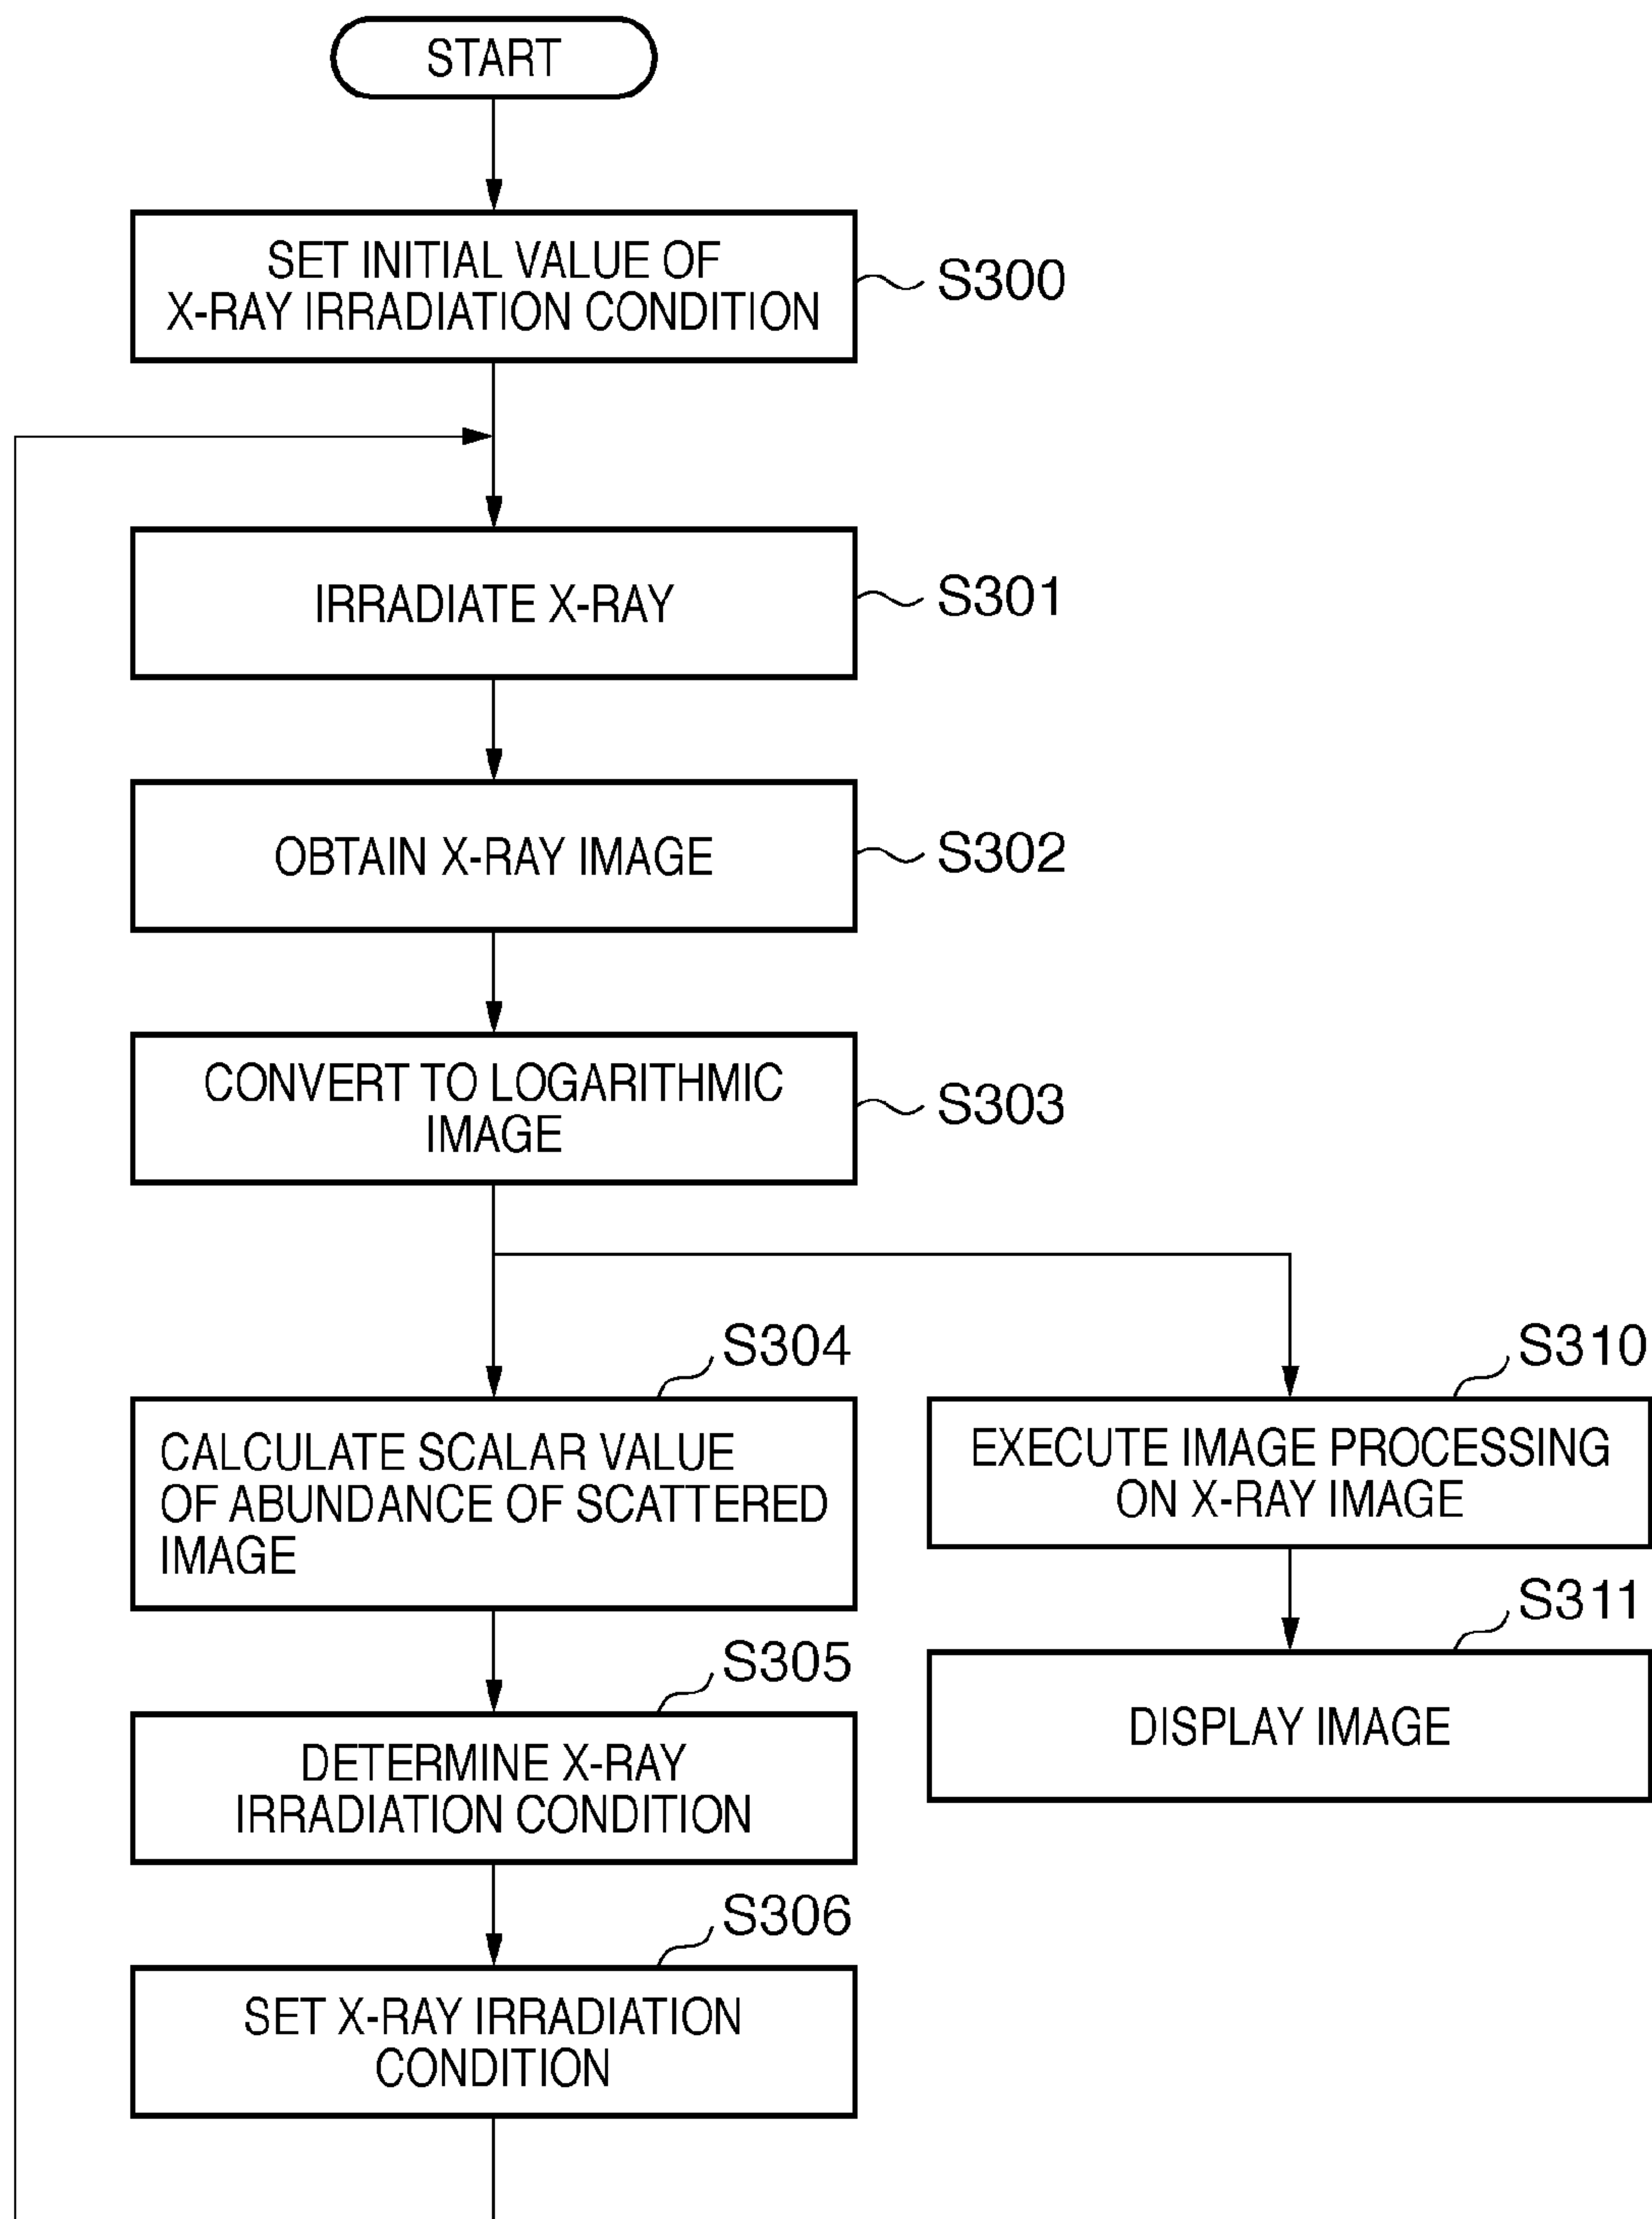 START
SET INITIAL VALUE OF
X-RAY IRRADIATION CONDITION
S300
IRRADIATE X-RAY
S301
OBTAIN X-RAY IMAGE
S302
CONVERT TO LOGARITHMIC
IMAGE
S303
S304
CALCULATE SCALAR VALUE
OF ABUNDANCE OF SCATTERED
IMAGE
S310
EXECUTE IMAGE PROCESSING
ON X-RAY IMAGE
S305
DETERMINE X-RAY
IRRADIATION CONDITION
S311
DISPLAY IMAGE
S306
SET X-RAY IRRADIATION
CONDITION